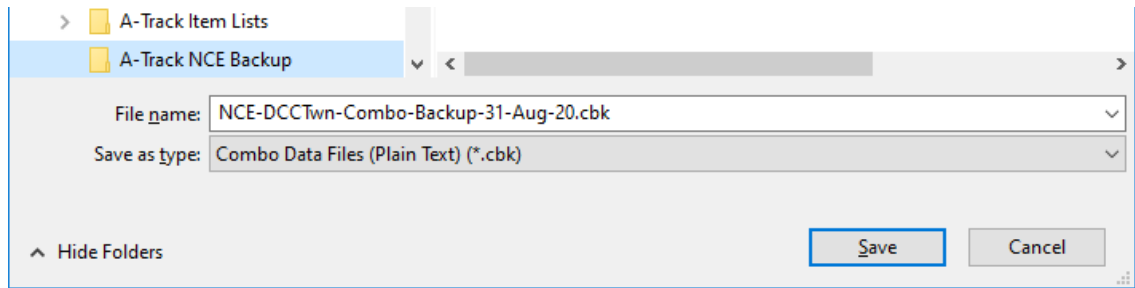 A-Track Item Lists
A-Track NCE Backup
File name: NCE-DCCTwn-Combo-Backup-31-Aug-20.cbk
Save as type: Combo Data Files (Plain Text) (*.cbk)
Hide Folders Save Cancel